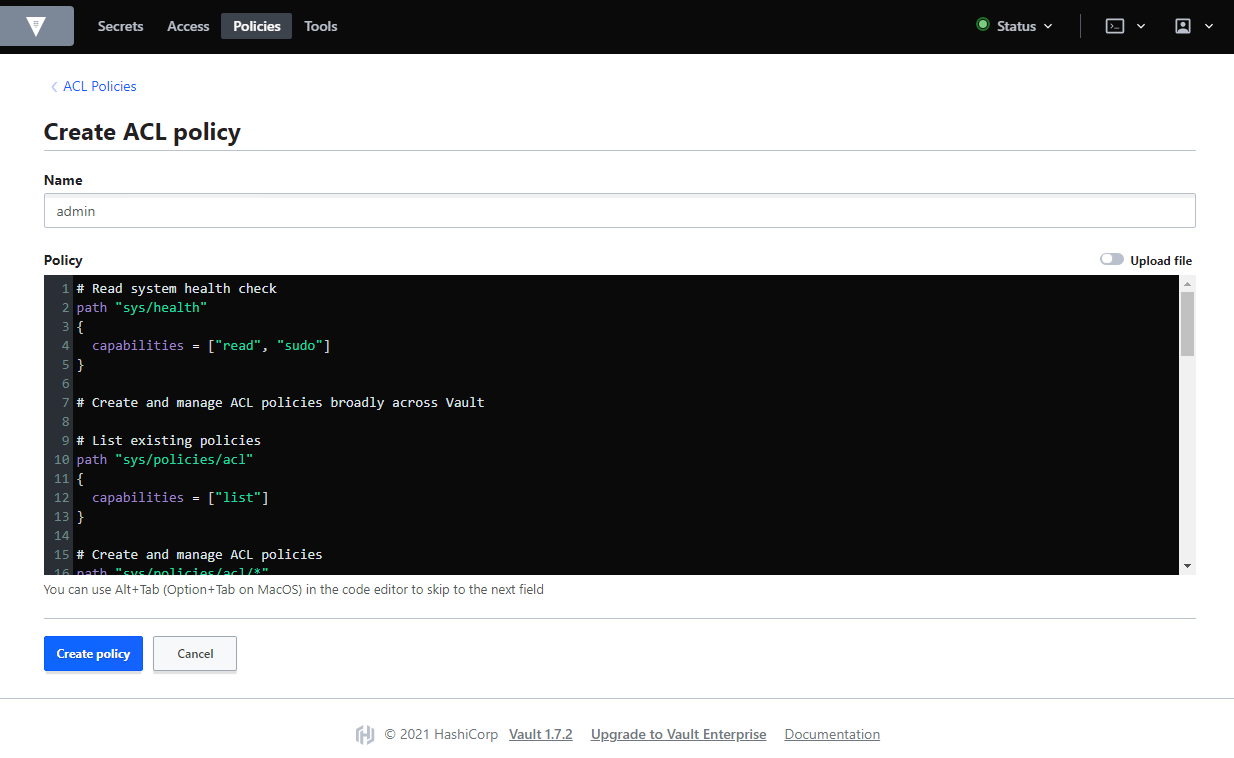 Secrets Access Policies Tools Status
ACL Policies
Create ACL policy
Name
admin
Policy Upload file
1 # Read system health check
2 path "sys/health"
3 {
4   capabilities = ["read", "sudo"]
5 }
6
7 # Create and manage ACL policies broadly across Vault
8
9 # List existing policies
10 path "sys/policies/acl"
11 {
12   capabilities = ["list"]
13 }
14
15 # Create and manage ACL policies
16 path "sys/policies/acl/*"
You can use Alt+Tab (Option+Tab on MacOS) in the code editor to skip to the next field
Create policy Cancel
© 2021 HashiCorp Vault 1.7.2 Upgrade to Vault Enterprise Documentation